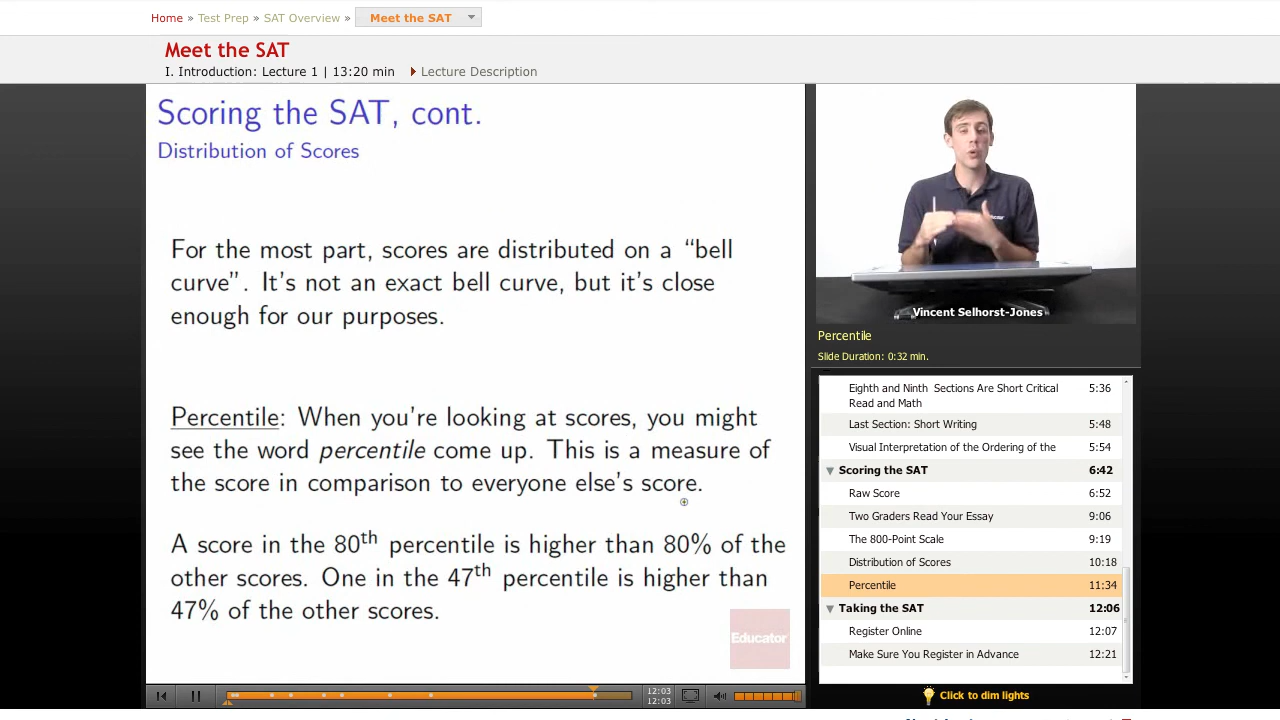 Home » Test Prep » SAT Overview » Meet the SAT
Meet the SAT
I. Introduction: Lecture 1 | 13:20 min Lecture Description
Scoring the SAT, cont.
Distribution of Scores
For the most part, scores are distributed on a “bell
curve”. It’s not an exact bell curve, but it’s close
enough for our purposes.
Percentile: When you’re looking at scores, you might
see the word percentile come up. This is a measure of
the score in comparison to everyone else’s score.
A score in the 80th percentile is higher than 80% of the
other scores. One in the 47th percentile is higher than
47% of the other scores.
Educator
12:03
12:03
Vincent Selhorst-Jones
Percentile
Slide Duration: 0:32 min.
Eighth and Ninth Sections Are Short Critical 5:36
Read and Math
Last Section: Short Writing 5:48
Visual Interpretation of the Ordering of the 5:54
Scoring the SAT 6:42
Raw Score 6:52
Two Graders Read Your Essay 9:06
The 800-Point Scale 9:19
Distribution of Scores 10:18
Percentile 11:34
Taking the SAT 12:06
Register Online 12:07
Make Sure You Register in Advance 12:21
Click to dim lights